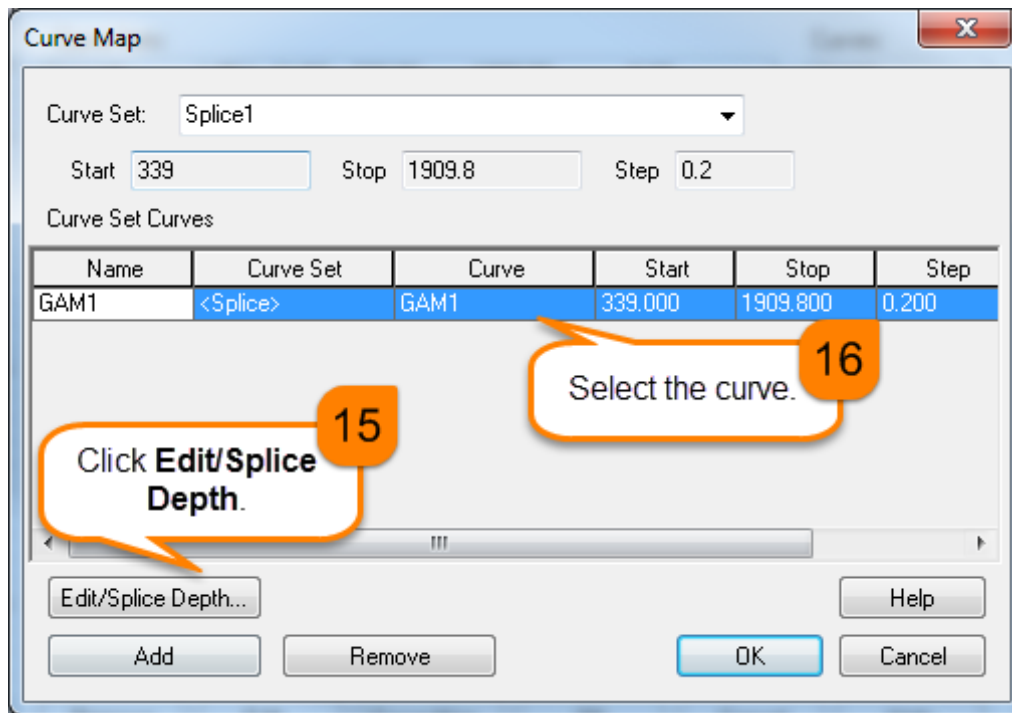 Curve Map
Curve Set: Splice1
Start 339 Stop 1909.8 Step 0.2
Curve Set Curves
Name Curve Set Curve Start Stop Step
GAM1 <Splice> GAM1 339.000 1909.800 0.200
16
Select the curve.
15
Click Edit/Splice
Depth.
Edit/Splice Depth... Help
Add Remove OK Cancel